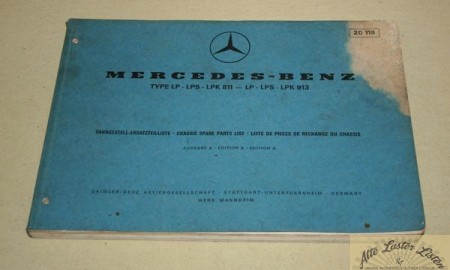 20 118
MERCEDES-BENZ
TYPE LP · LPS · LPK 811 — LP · LPS · LPK 913
FAHRGESTELL-ERSATZTEILLISTE · CHASSIS SPARE PARTS LIST · LISTE DE PIECES DE RECHANGE DU CHASSIS
AUSGABE A · EDITION A · EDITION A
DAIMLER-BENZ AKTIENGESELLSCHAFT · STUTTGART-UNTERTÜRKHEIM · GERMANY
WERK MANNHEIM
Alte Laster Listen